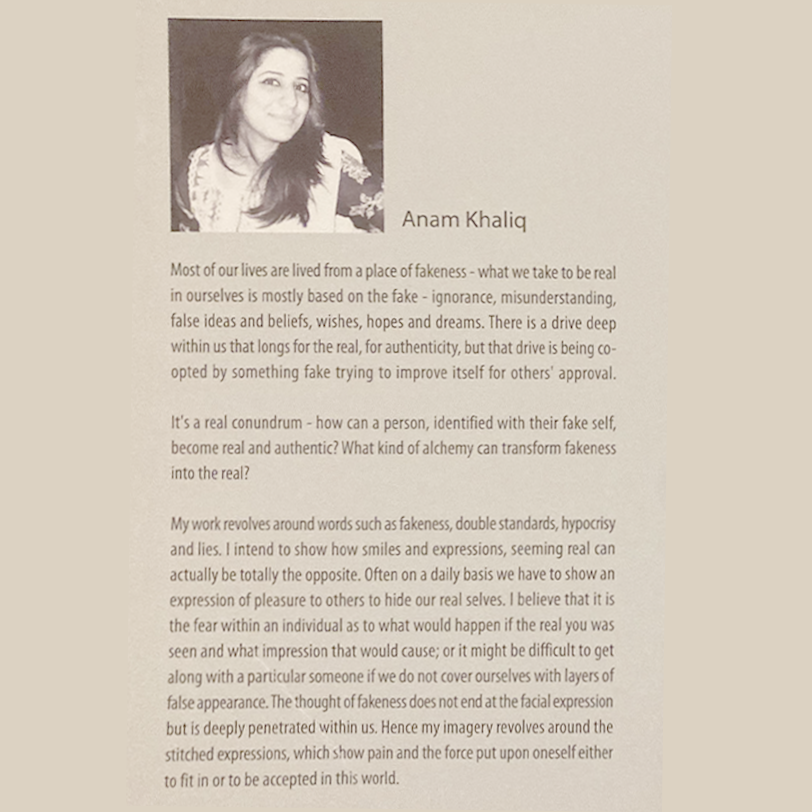 Anam Khaliq
Most of our lives are lived from a place of fakeness - what we take to be real
in ourselves is mostly based on the fake - ignorance, misunderstanding,
false ideas and beliefs, wishes, hopes and dreams. There is a drive deep
within us that longs for the real, for authenticity, but that drive is being co-
opted by something fake trying to improve itself for others' approval.
It's a real conundrum - how can a person, identified with their fake self,
become real and authentic? What kind of alchemy can transform fakeness
into the real?
My work revolves around words such as fakeness, double standards, hypocrisy
and lies. I intend to show how smiles and expressions, seeming real can
actually be totally the opposite. Often on a daily basis we have to show an
expression of pleasure to others to hide our real selves. I believe that it is
the fear within an individual as to what would happen if the real you was
seen and what impression that would cause; or it might be difficult to get
along with a particular someone if we do not cover ourselves with layers of
false appearance. The thought of fakeness does not end at the facial expression
but is deeply penetrated within us. Hence my imagery revolves around the
stitched expressions, which show pain and the force put upon oneself either
to fit in or to be accepted in this world.